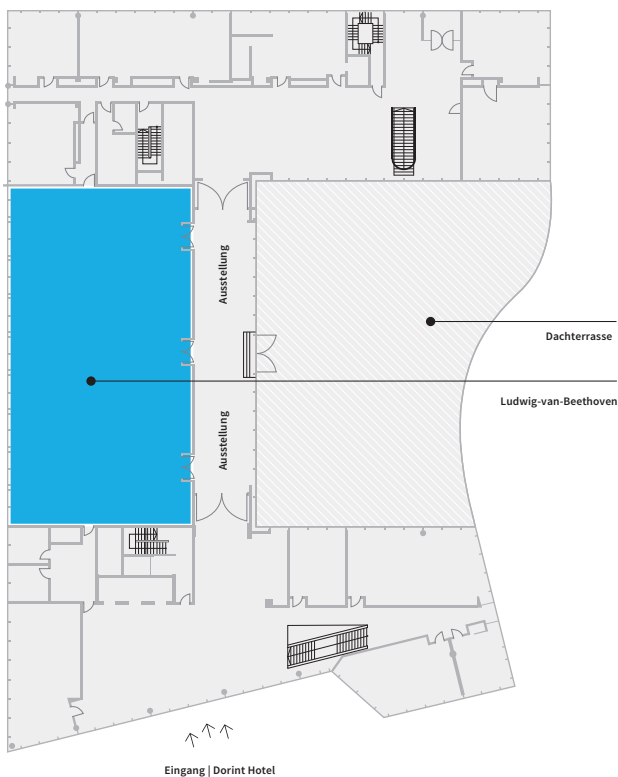 Ausstellung
Dachterrasse
Ludwig-van-Beethoven
Ausstellung
Eingang | Dorint Hotel